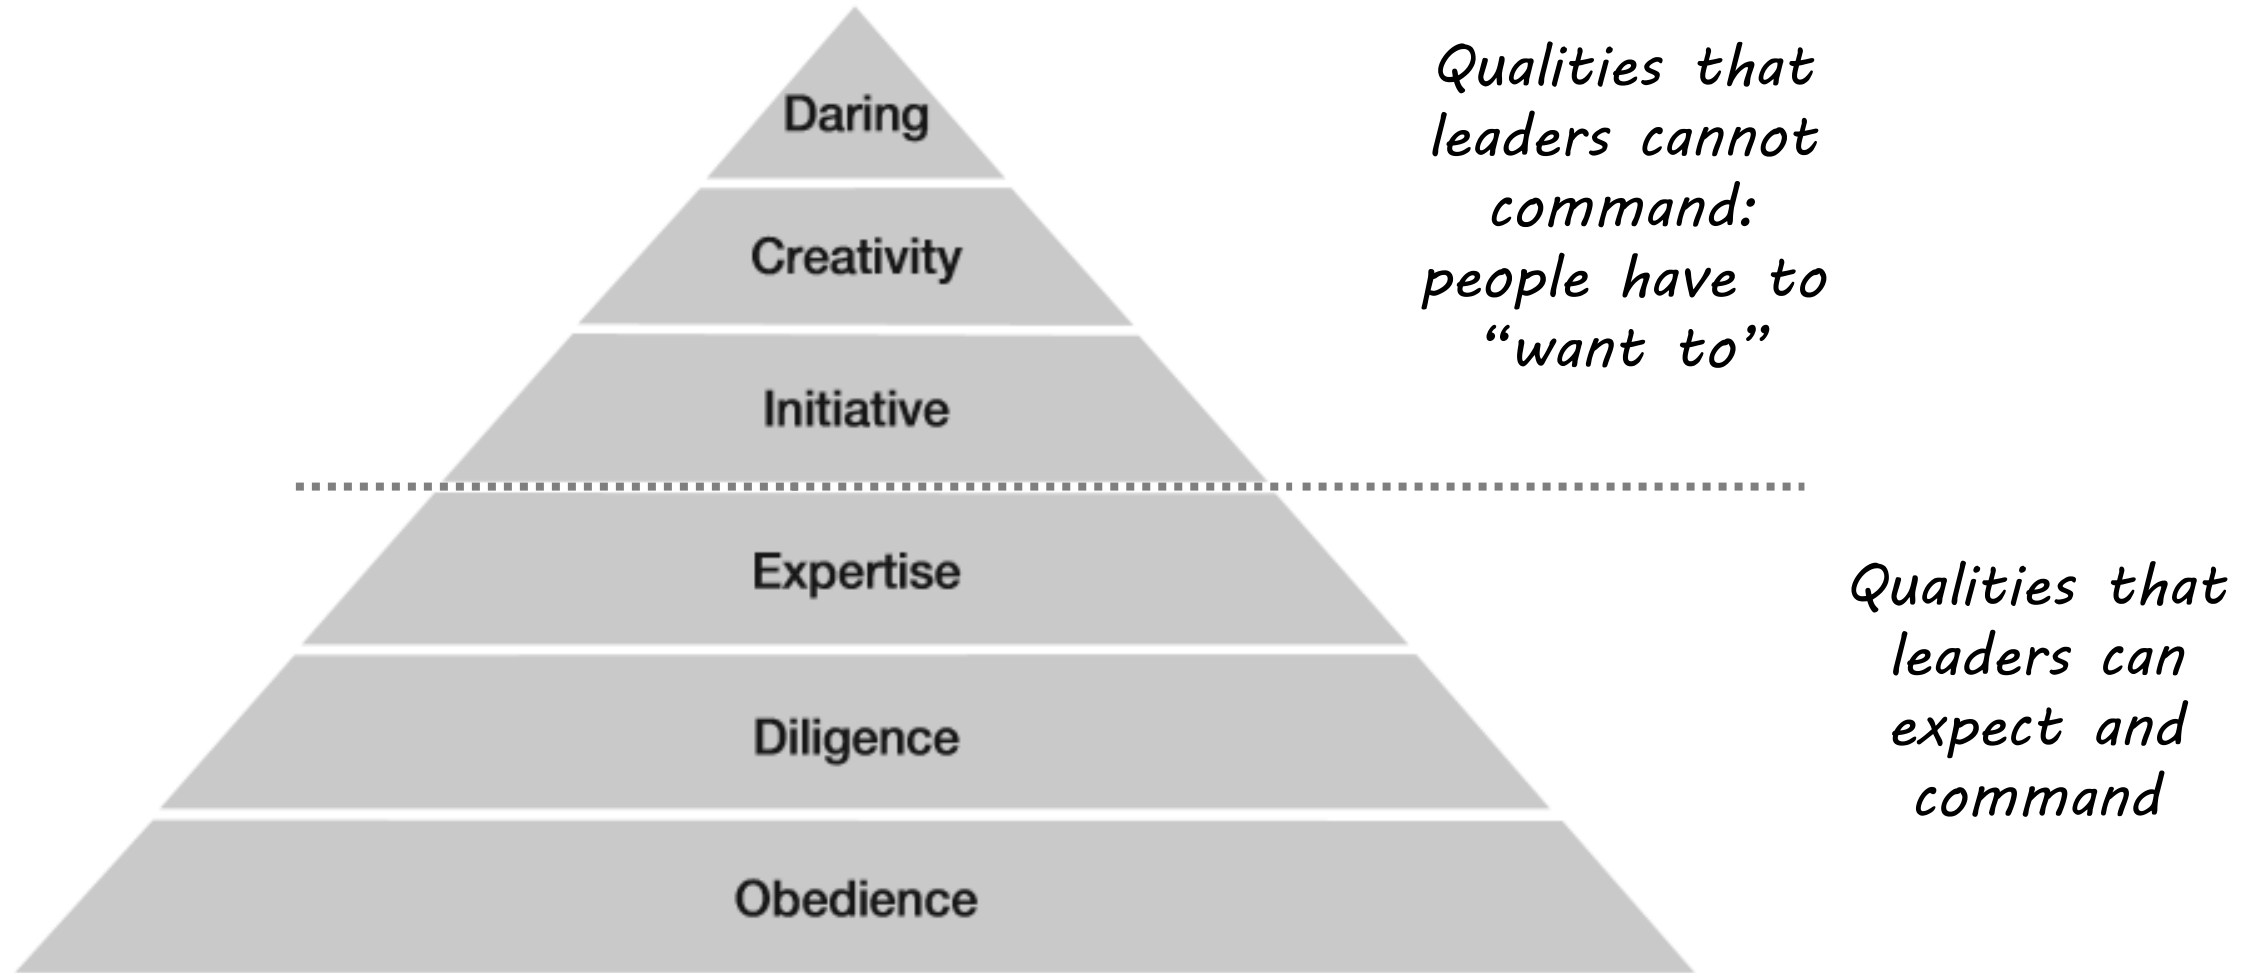 Daring
Creativity
Initiative
Expertise
Diligence
Obedience
Qualities that
leaders cannot
command:
people have to
“want to”
Qualities that
leaders can
expect and
command